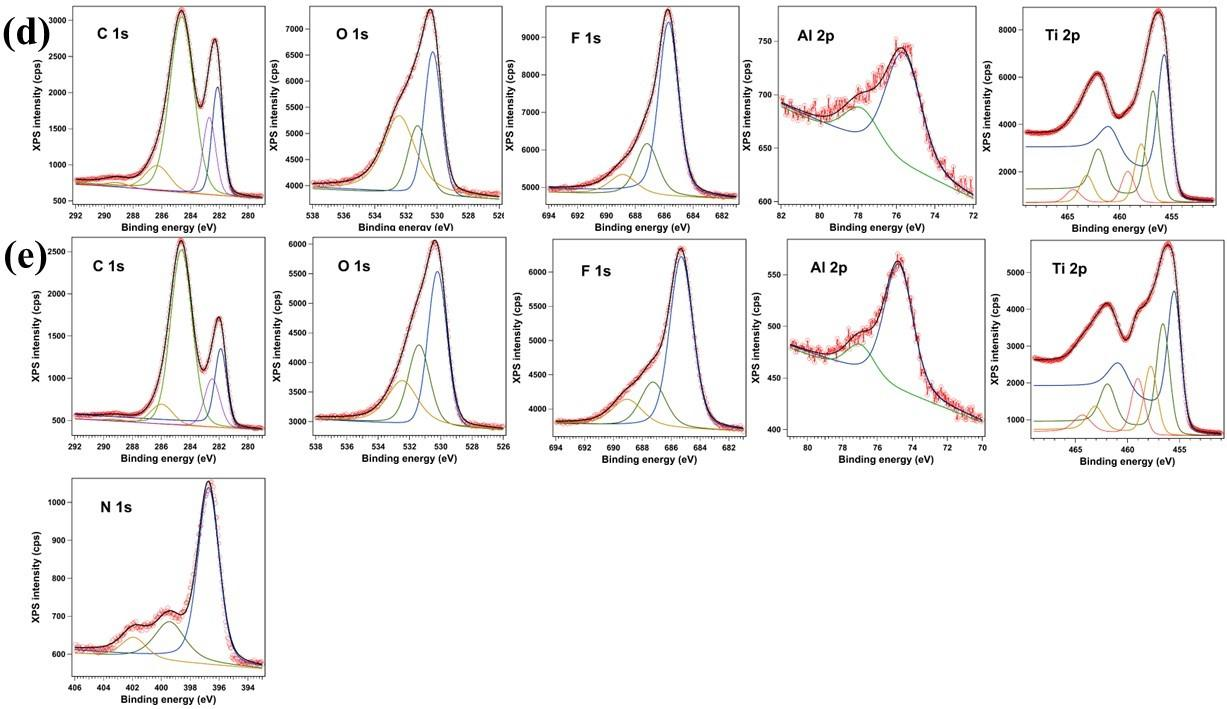 (d)
C 1s
XPS intensity (cps)
3000
2500
2000
1500
1000
500
292 290 288 286 284 282 280
Binding energy (eV)
O 1s
XPS intensity (cps)
7000
6500
6000
5500
5000
4500
4000
538 536 534 532 530 528 526
Binding energy (eV)
F 1s
XPS intensity (cps)
9000
8000
7000
6000
5000
694 692 690 688 686 684 682
Binding energy (eV)
Al 2p
XPS intensity (cps)
750
700
650
600
82 80 78 76 74 72
Binding energy (eV)
Ti 2p
XPS intensity (cps)
8000
6000
4000
2000
465 460 455
Binding energy (eV)
(e)
C 1s
XPS intensity (cps)
2500
2000
1500
1000
500
292 290 288 286 284 282 280
Binding energy (eV)
O 1s
XPS intensity (cps)
6000
5500
5000
4500
4000
3500
3000
538 536 534 532 530 528 526
Binding energy (eV)
F 1s
XPS intensity (cps)
6000
5500
5000
4500
4000
694 692 690 688 686 684 682
Binding energy (eV)
Al 2p
XPS intensity (cps)
550
500
450
400
80 78 76 74 72 70
Binding energy (eV)
Ti 2p
XPS intensity (cps)
5000
4000
3000
2000
1000
465 460 455
Binding energy (eV)
N 1s
XPS intensity (cps)
1000
900
800
700
600
406 404 402 400 398 396 394
Binding energy (eV)